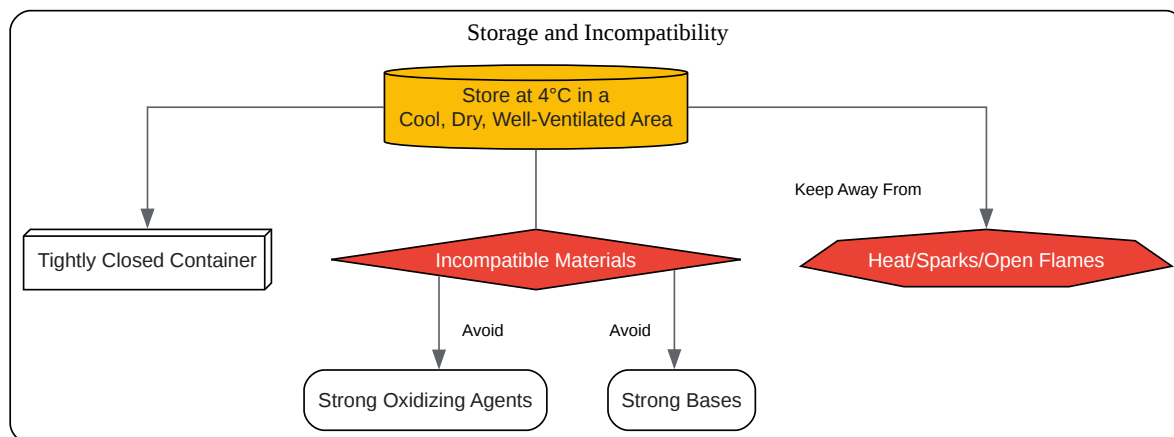 Storage and Incompatibility
Store at 4°C in a
Cool, Dry, Well-Ventilated Area
Keep Away From
Tightly Closed Container
Incompatible Materials
Heat/Sparks/Open Flames
Avoid
Avoid
Strong Oxidizing Agents
Strong Bases